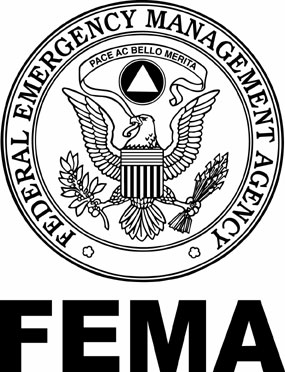 FEDERAL EMERGENCY MANAGEMENT AGENCY
PACE AC BELLO MERITA
FEMA